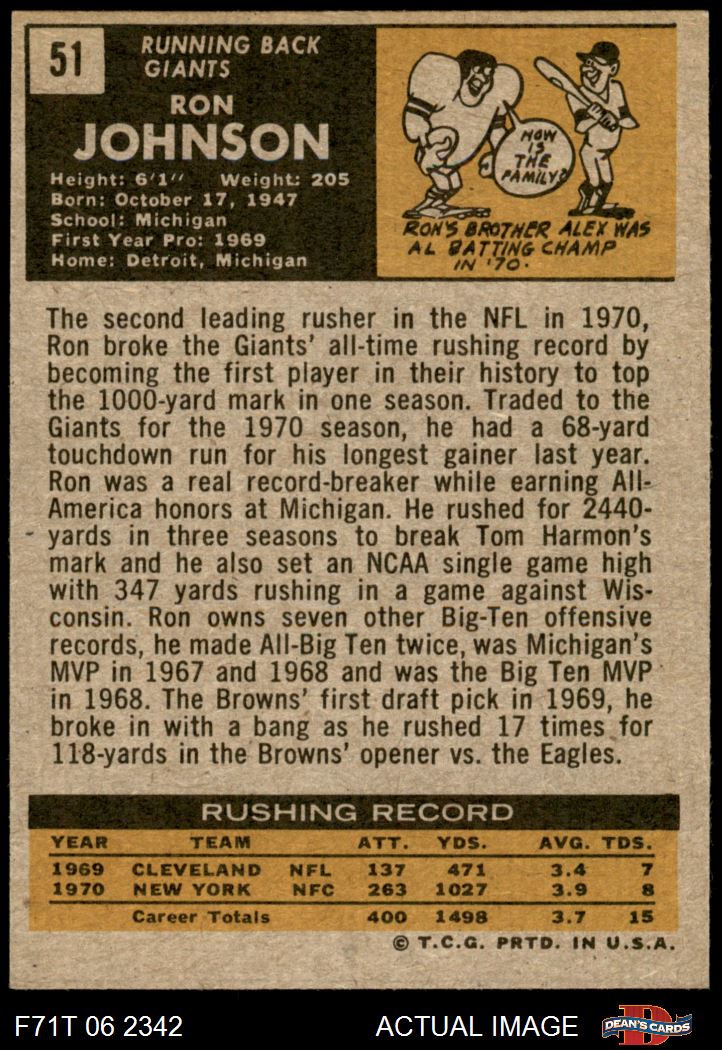 51
RUNNING BACK
GIANTS
RON
JOHNSON
Height: 6'1" Weight: 205
Born: October 17, 1947
School: Michigan
First Year Pro: 1969
Home: Detroit, Michigan
HOW
IS
THE
FAMILY?
RON'S BROTHER ALEX WAS
AL BATTING CHAMP
IN '70.
The second leading rusher in the NFL in 1970,
Ron broke the Giants' all-time rushing record by
becoming the first player in their history to top
the 1000-yard mark in one season. Traded to the
Giants for the 1970 season, he had a 68-yard
touchdown run for his longest gainer last year.
Ron was a real record-breaker while earning All-
America honors at Michigan. He rushed for 2440-
yards in three seasons to break Tom Harmon's
mark and he also set an NCAA single game high
with 347 yards rushing in a game against Wis-
consin. Ron owns seven other Big-Ten offensive
records, he made All-Big Ten twice, was Michigan's
MVP in 1967 and 1968 and was the Big Ten MVP
in 1968. The Browns' first draft pick in 1969, he
broke in with a bang as he rushed 17 times for
118-yards in the Browns' opener vs. the Eagles.
RUSHING RECORD
YEAR TEAM ATT. YDS. AVG. TDS.
1969 CLEVELAND NFL 137 471 3.4 7
1970 NEW YORK NFC 263 1027 3.9 8
Career Totals 400 1498 3.7 15
© T.C.G. PRTD. IN U.S.A.
F71T 06 2342 ACTUAL IMAGE DEAN'S CARDS